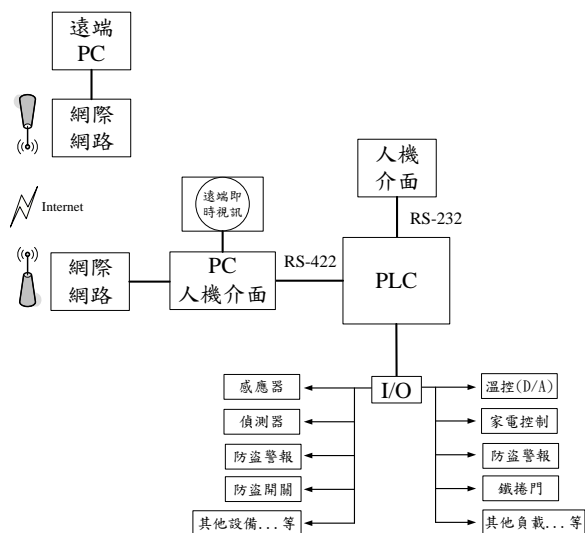 遠端
PC
網際
網路
Internet
網際
網路
遠端即
時視訊
PC
人機介面
RS-422
人機
介面
RS-232
PLC
I/O
感應器
偵測器
防盜警報
防盜開關
其他設備...等
溫控(D/A)
家電控制
防盜警報
鐵捲門
其他負載...等